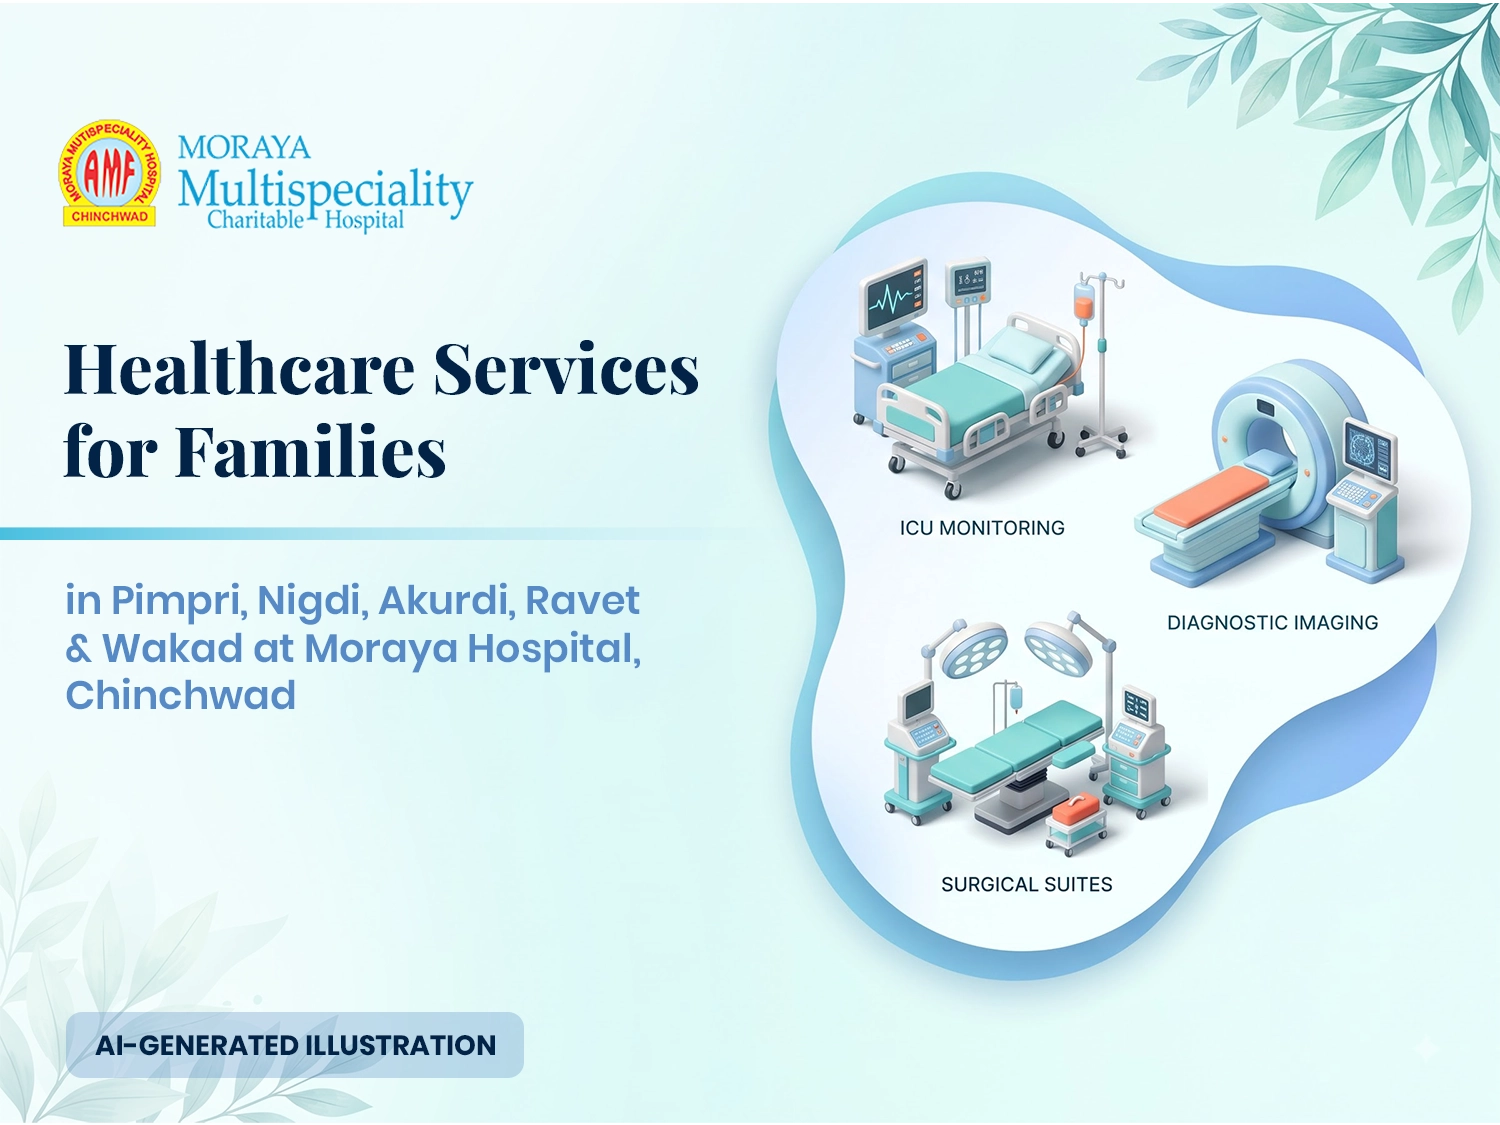 MORAYA MUTISPECIALITY HOSPITAL
AMF
CHINCHWAD
MORAYA
Multispeciality
Charitable Hospital
Healthcare Services
for Families
in Pimpri, Nigdi, Akurdi, Ravet
& Wakad at Moraya Hospital,
Chinchwad
ICU MONITORING
DIAGNOSTIC IMAGING
SURGICAL SUITES
AI-GENERATED ILLUSTRATION